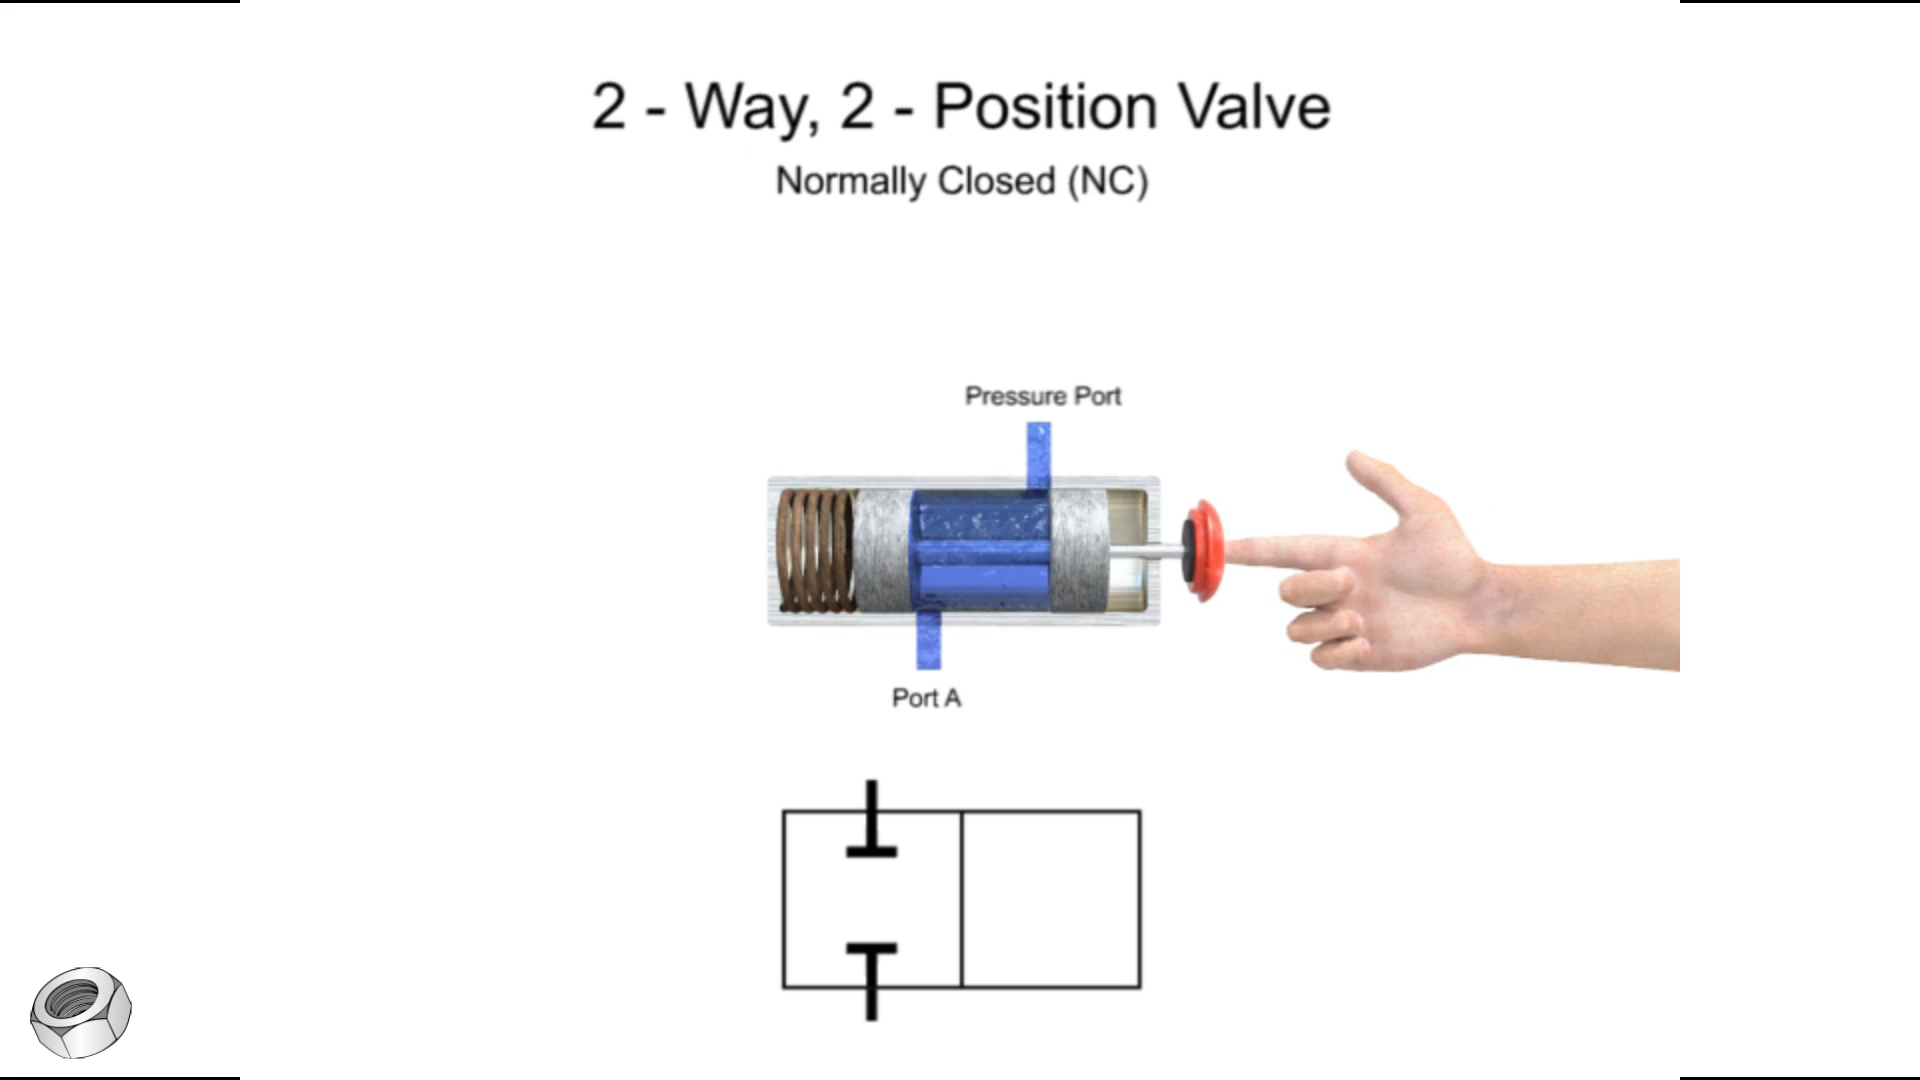 2 - Way, 2 - Position Valve
Normally Closed (NC)
Pressure Port
Port A